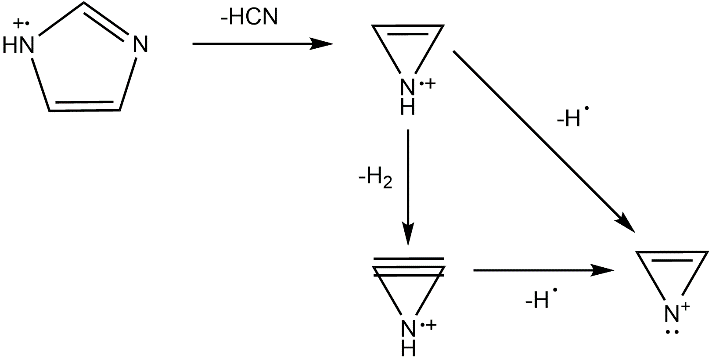 +•
HN
N
-HCN
N•+
H
-H•
-H₂
N•+
H
-H•
N+
••